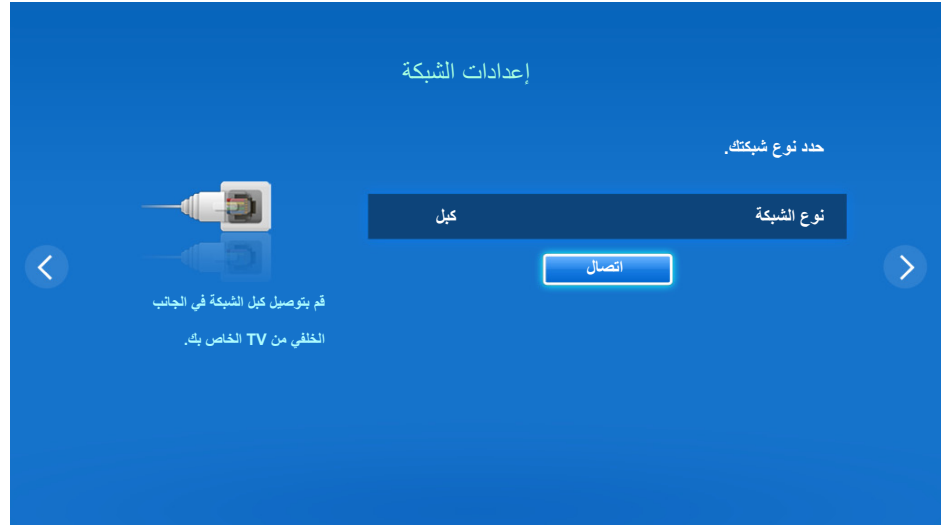 إعدادات الشبكة
حدد نوع شبكتك.
نوع الشبكة كبل
اتصال
قم بتوصيل كبل الشبكة في الجانب
الخلفي من TV الخاص بك.